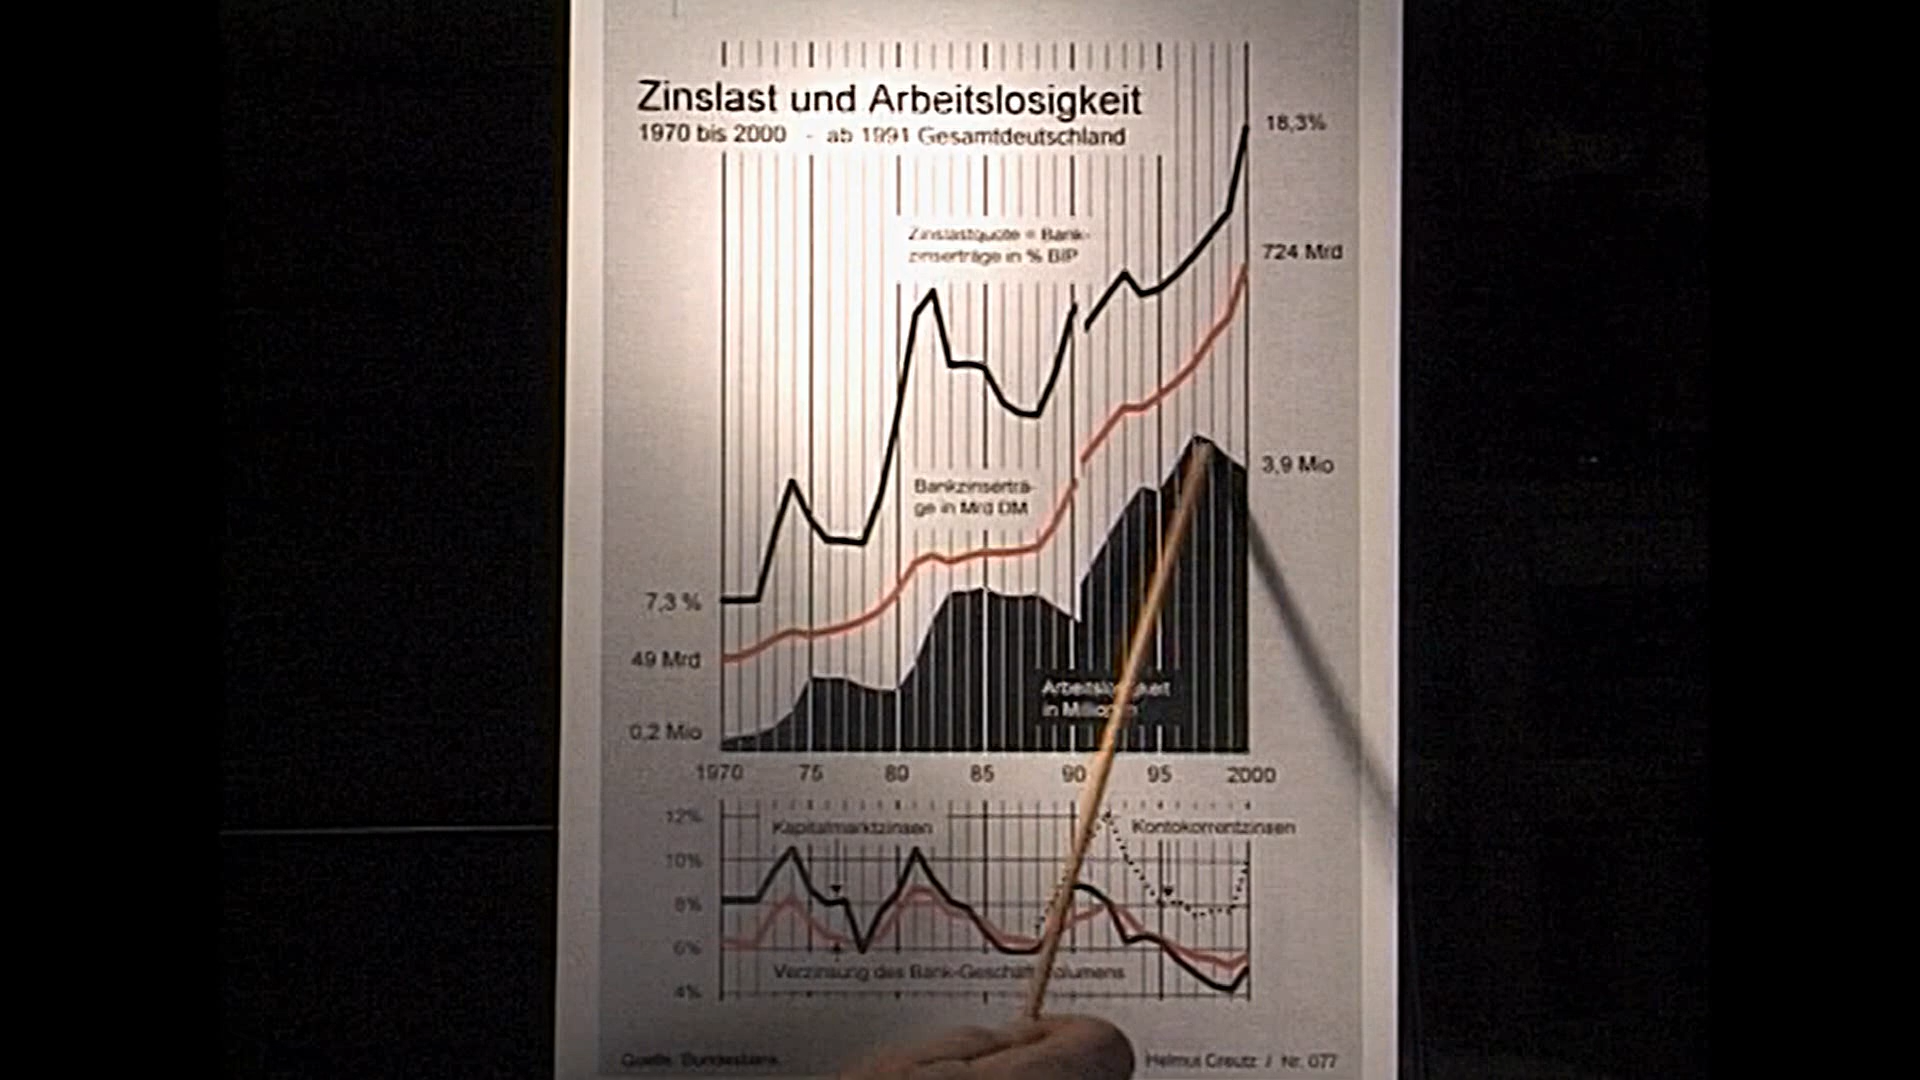 Zinslast und Arbeitslosigkeit
1970 bis 2000 - ab 1991 Gesamtdeutschland
18,3%
Zinslastquote = Bank-
zinserträge in % BIP
724 Mrd
3,9 Mio
Bankzinserträ-
ge in Mrd DM
7,3 %
49 Mrd
Arbeitslosigkeit
in Millionen
0,2 Mio
1970 75 80 85 90 95 2000
12%
Kapitalmarktzinsen
Kontokorrentzinsen
10%
8%
6%
Verzinsung des Bank-Geschäftsvolumens
4%
Quelle: Bundesbank
Helmut Creutz / Nr. 077